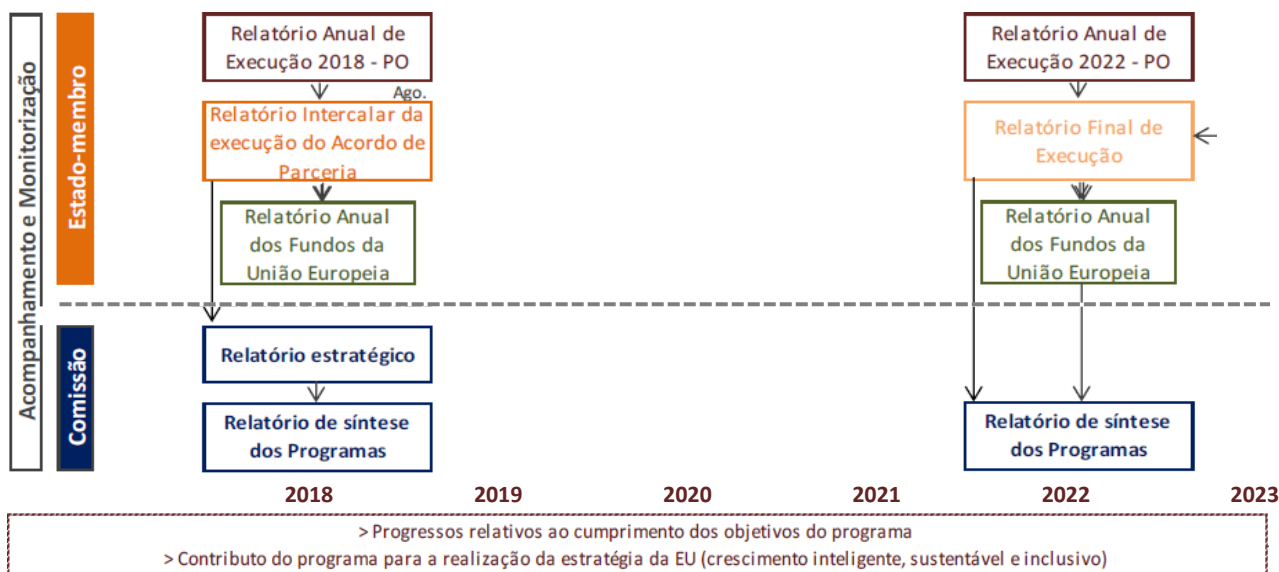 Acompanhamento e Monitorização
Estado-membro
Comissão
Relatório Anual de
Execução 2018 - PO
Ago.
Relatório Intercalar da
execução do Acordo de
Parceria
Relatório Anual
dos Fundos da
União Europeia
Relatório estratégico
Relatório de síntese
dos Programas
Relatório Anual de
Execução 2022 - PO
Relatório Final de
Execução
Relatório Anual
dos Fundos da
União Europeia
Relatório de síntese
dos Programas
2018 2019 2020 2021 2022 2023
> Progressos relativos ao cumprimento dos objetivos do programa
> Contributo do programa para a realização da estratégia da EU (crescimento inteligente, sustentável e inclusivo)